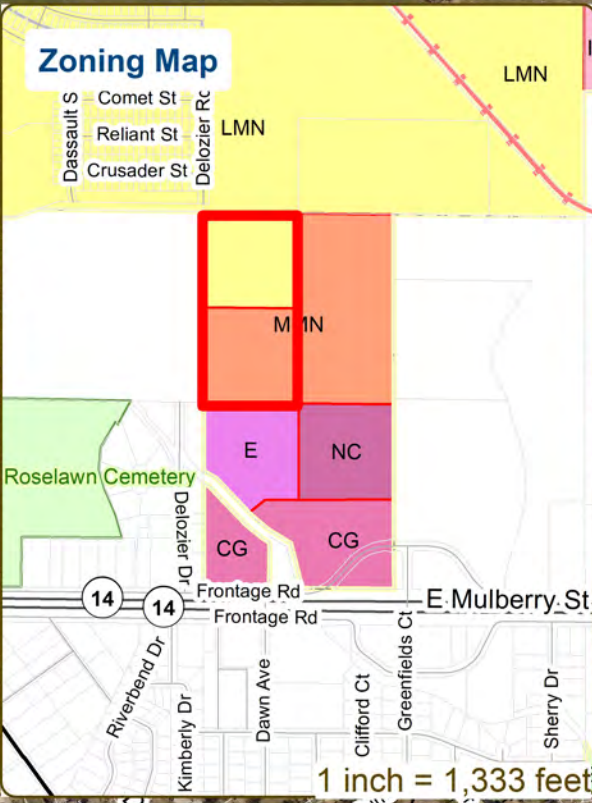 Zoning Map
LMN
Comet St
Dassault S
Delozier Rd
LMN
Reliant St
Crusader St
MMN
E
NC
Roselawn Cemetery
Delozier Dr
CG
CG
Frontage Rd
14
14
E Mulberry St
Frontage Rd
Riverbend Dr
Kimberly Dr
Dawn Ave
Clifford Ct
Greenfields Ct
Sherry Dr
1 inch = 1,333 feet